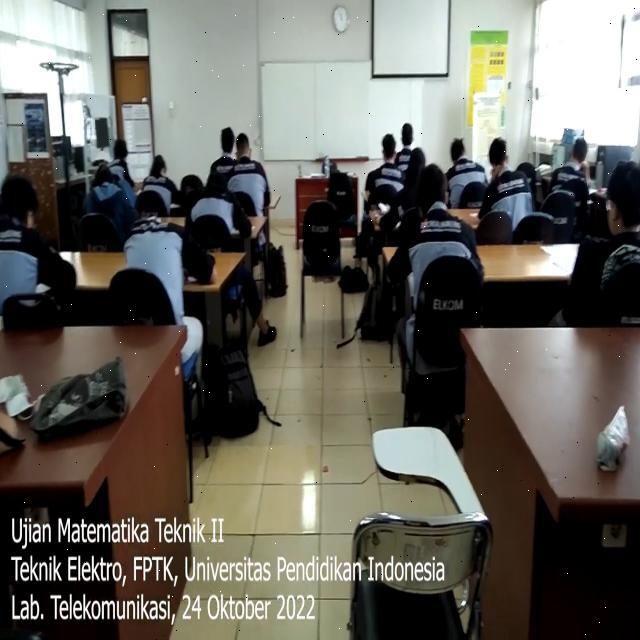 ELKOM
ELKOM
Ujian Matematika Teknik II
Teknik Elektro, FPTK, Universitas Pendidikan Indonesia
Lab. Telekomunikasi, 24 Oktober 2022